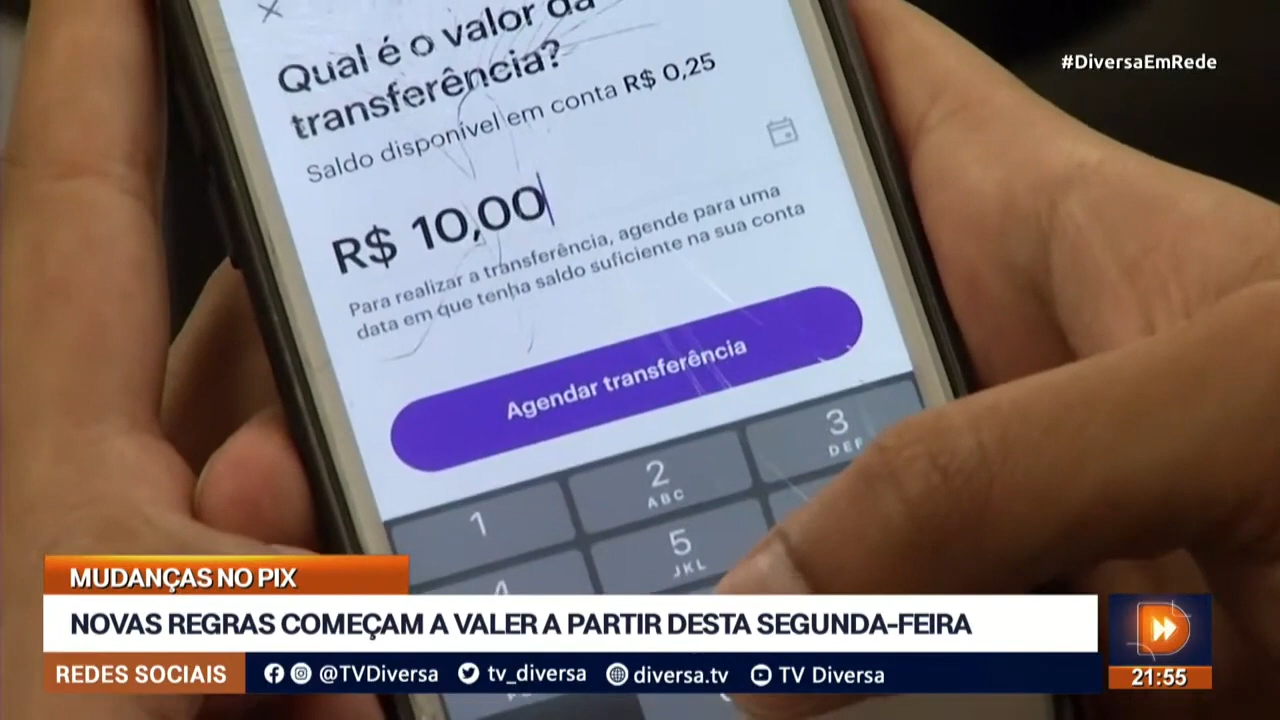 Qual é o valor da
transferência?
Saldo disponível em conta R$ 0,25
R$ 10,00
Para realizar a transferência, agende para uma
data em que tenha saldo suficiente na sua conta
Agendar transferência
1
2
ABC
3
DEF
4
5
JKL
#DiversaEmRede
MUDANÇAS NO PIX
NOVAS REGRAS COMEÇAM A VALER A PARTIR DESTA SEGUNDA-FEIRA
REDES SOCIAIS
@TVDiversa
tv_diversa
diversa.tv
TV Diversa
D
21:55